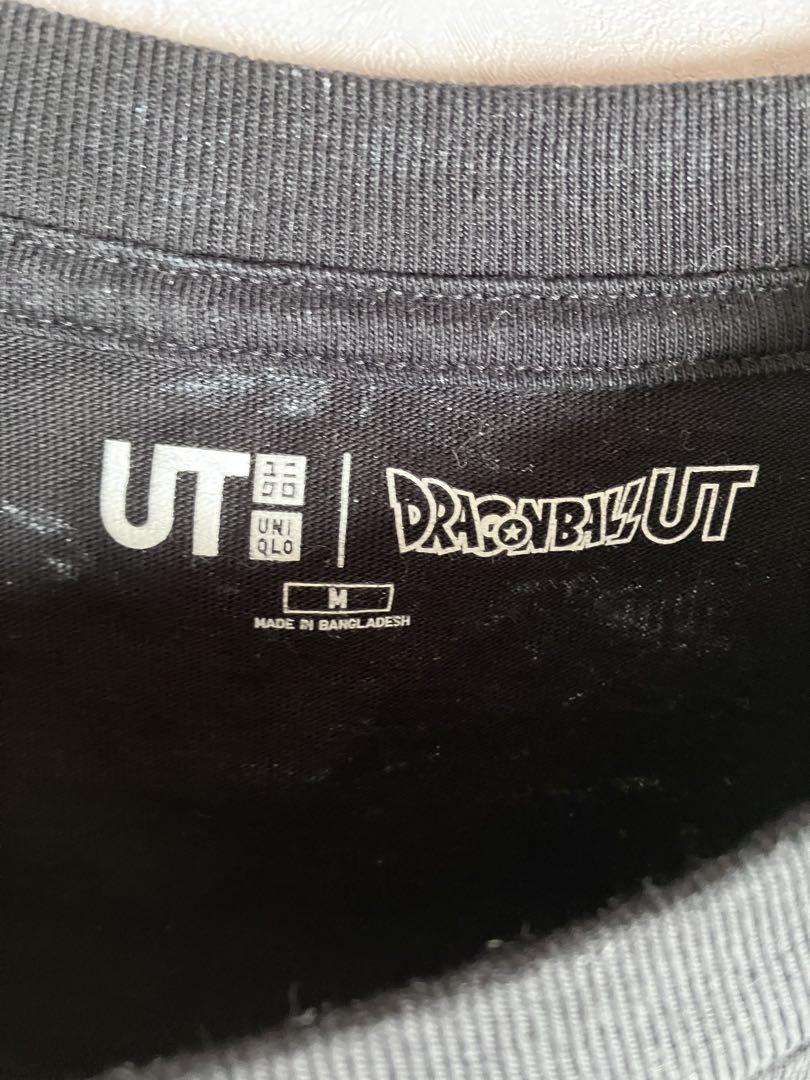 UT ユニ
クロ
UNI
QLO
DRAGONBALL UT
M
MADE IN BANGLADESH